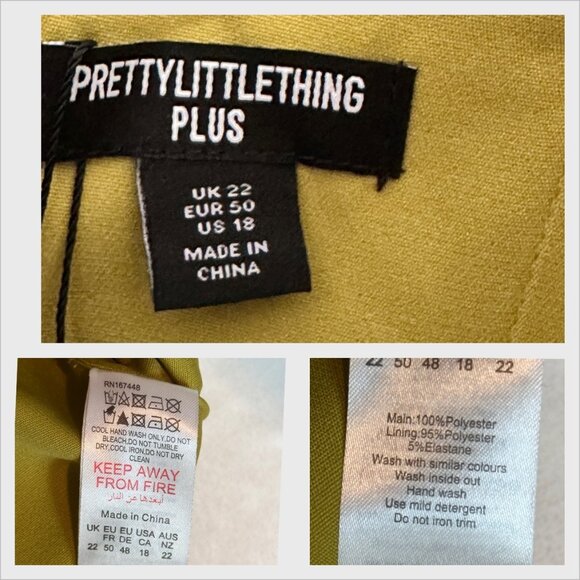 PRETTYLITTLETHING
PLUS
UK 22
EUR 50
US 18
MADE IN
CHINA
RN167448
COOL HAND WASH ONLY,DO NOT
BLEACH,DO NOT TUMBLE
DRY,COOL IRON,DO NOT DRY
CLEAN
KEEP AWAY
FROM FIRE
أبعدها عن النار
Made in China
UK EU EU USA AUS
FR DE CA NZ
22 50 48 18 22
22 50 48 18 22
Main:100%Polyester
Lining:95%Polyester
5%Elastane
Wash with similar colours
Wash inside out
Hand wash
Use mild detergent
Do not iron trim